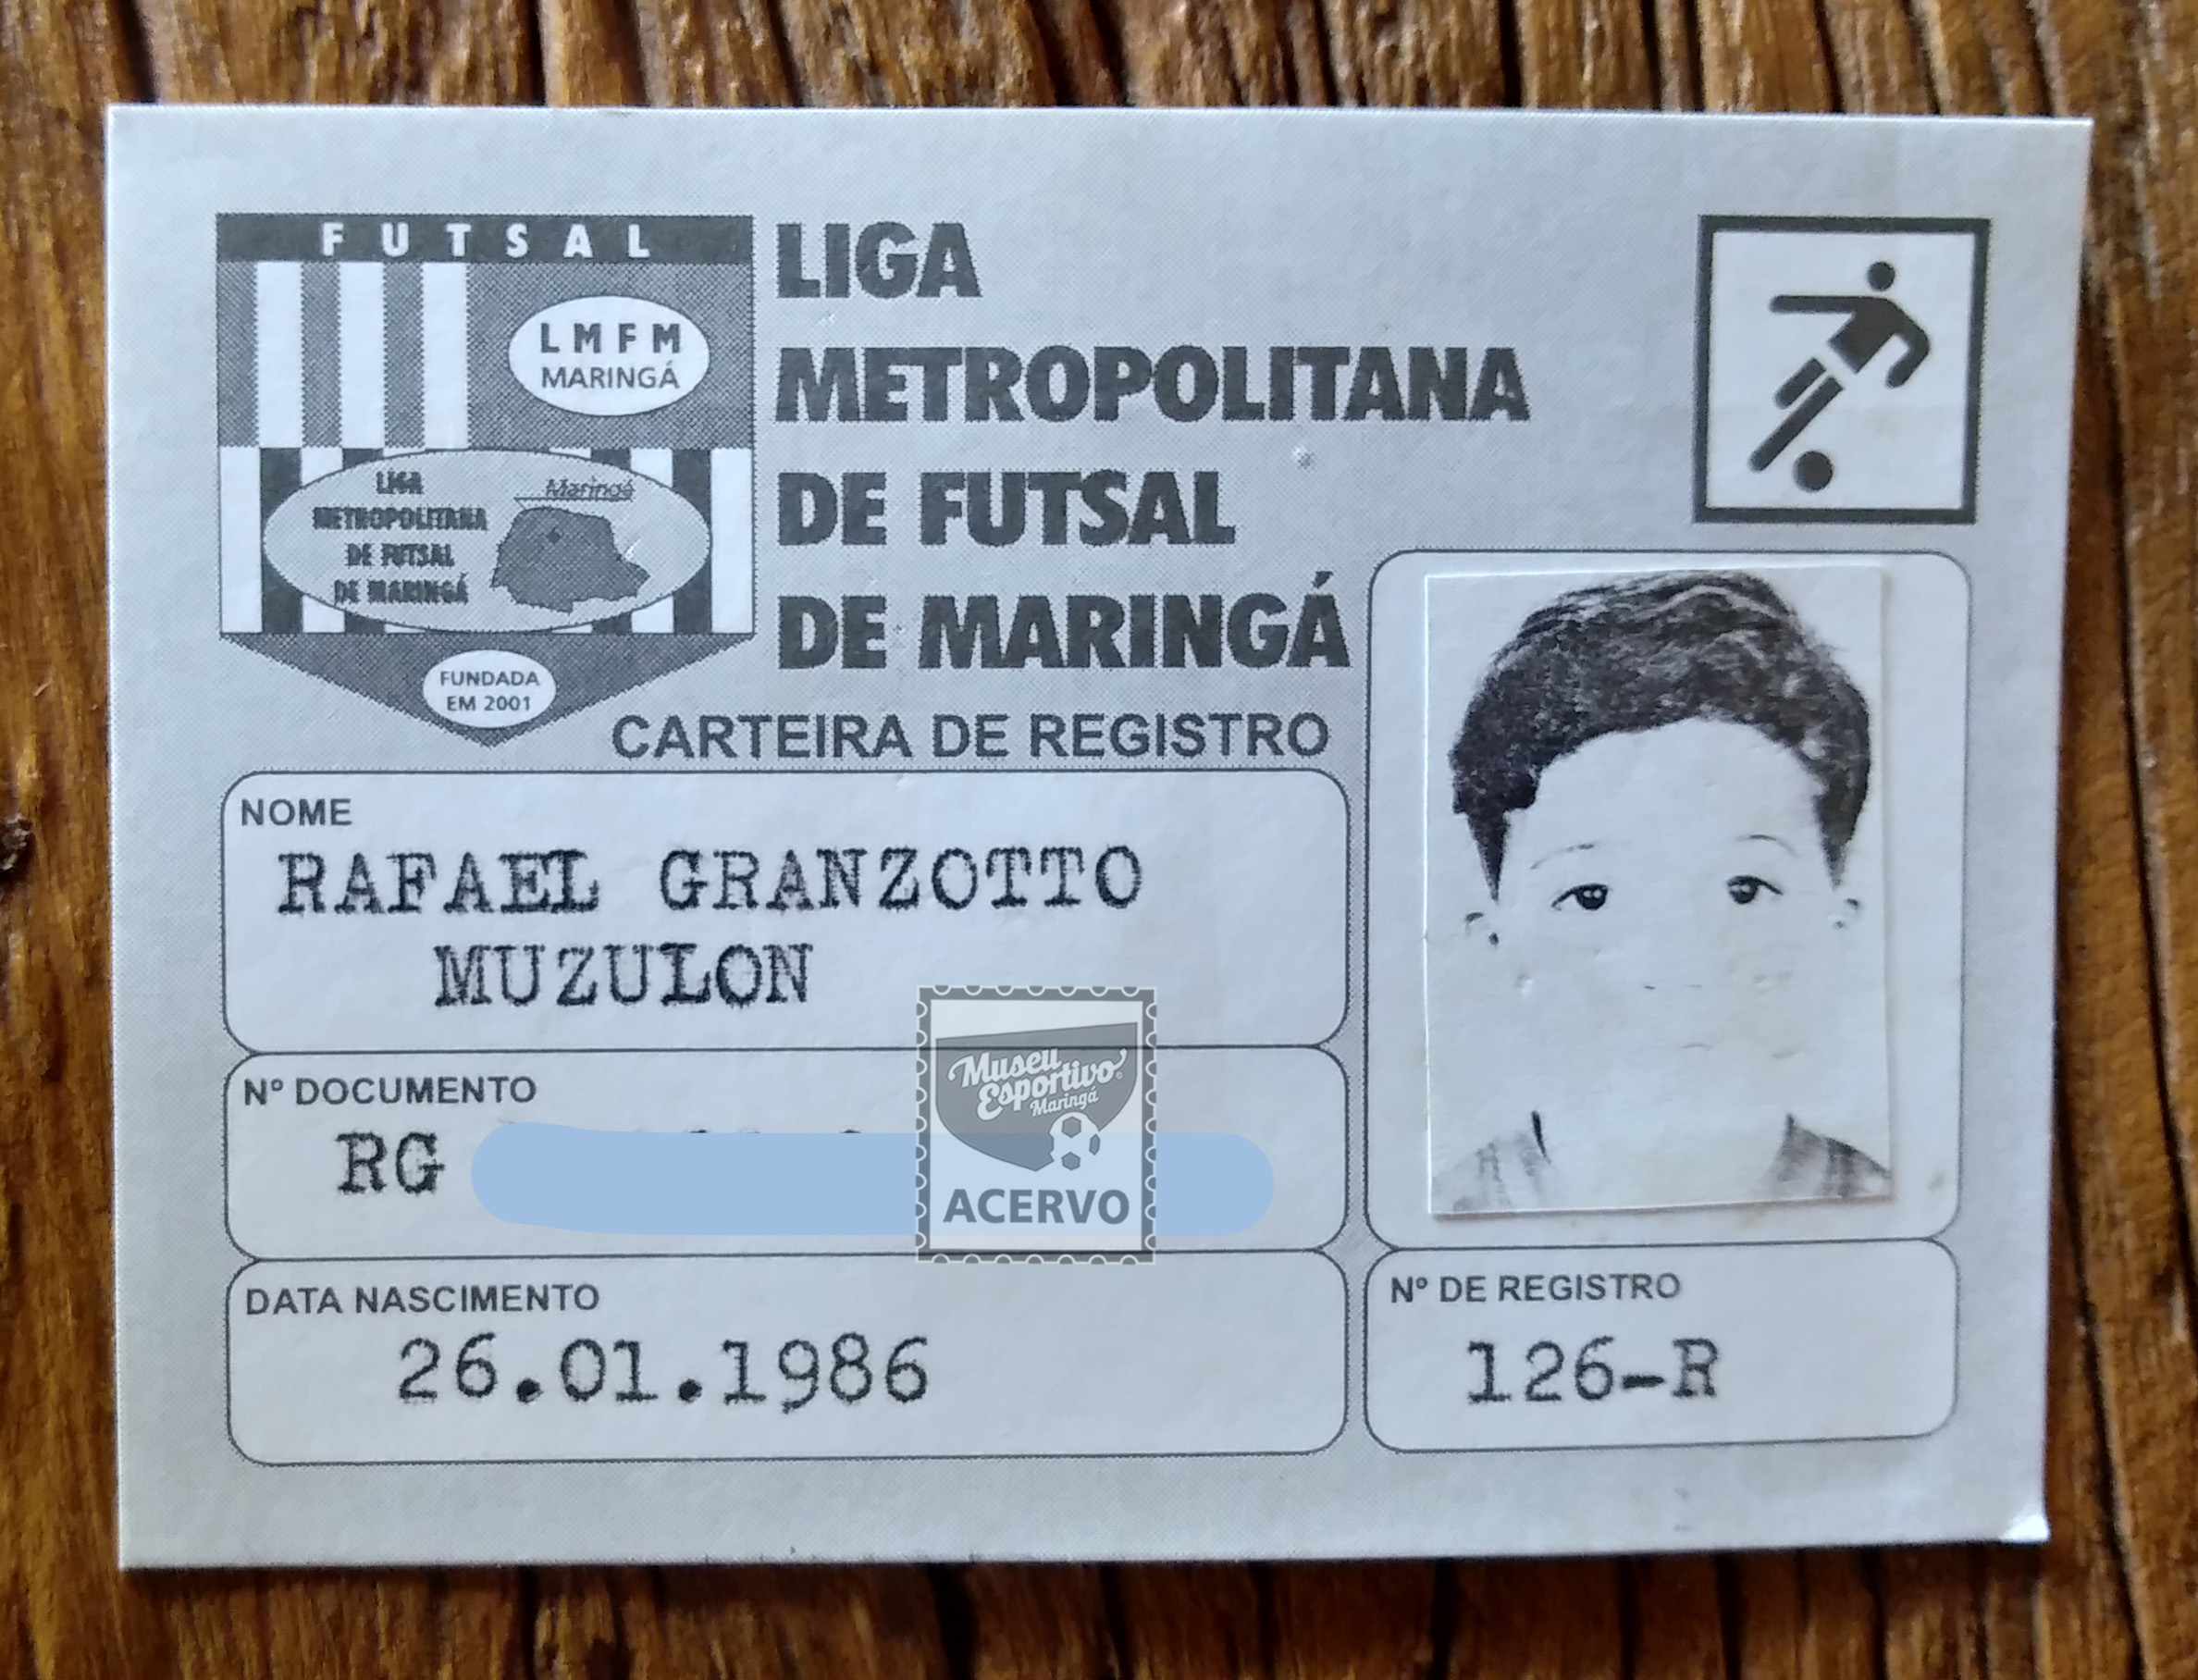 FUTSAL
LMFM
MARINGÁ
LIGA
METROPOLITANA
DE FUTSAL
DE MARINGÁ
Maringá
FUNDADA
EM 2001
LIGA
METROPOLITANA
DE FUTSAL
DE MARINGÁ
CARTEIRA DE REGISTRO
NOME
RAFAEL GRANZOTTO
MUZULON
Nº DOCUMENTO
RG
Museu
Esportivo
Maringá
ACERVO
DATA NASCIMENTO
26.01.1986
Nº DE REGISTRO
126-R